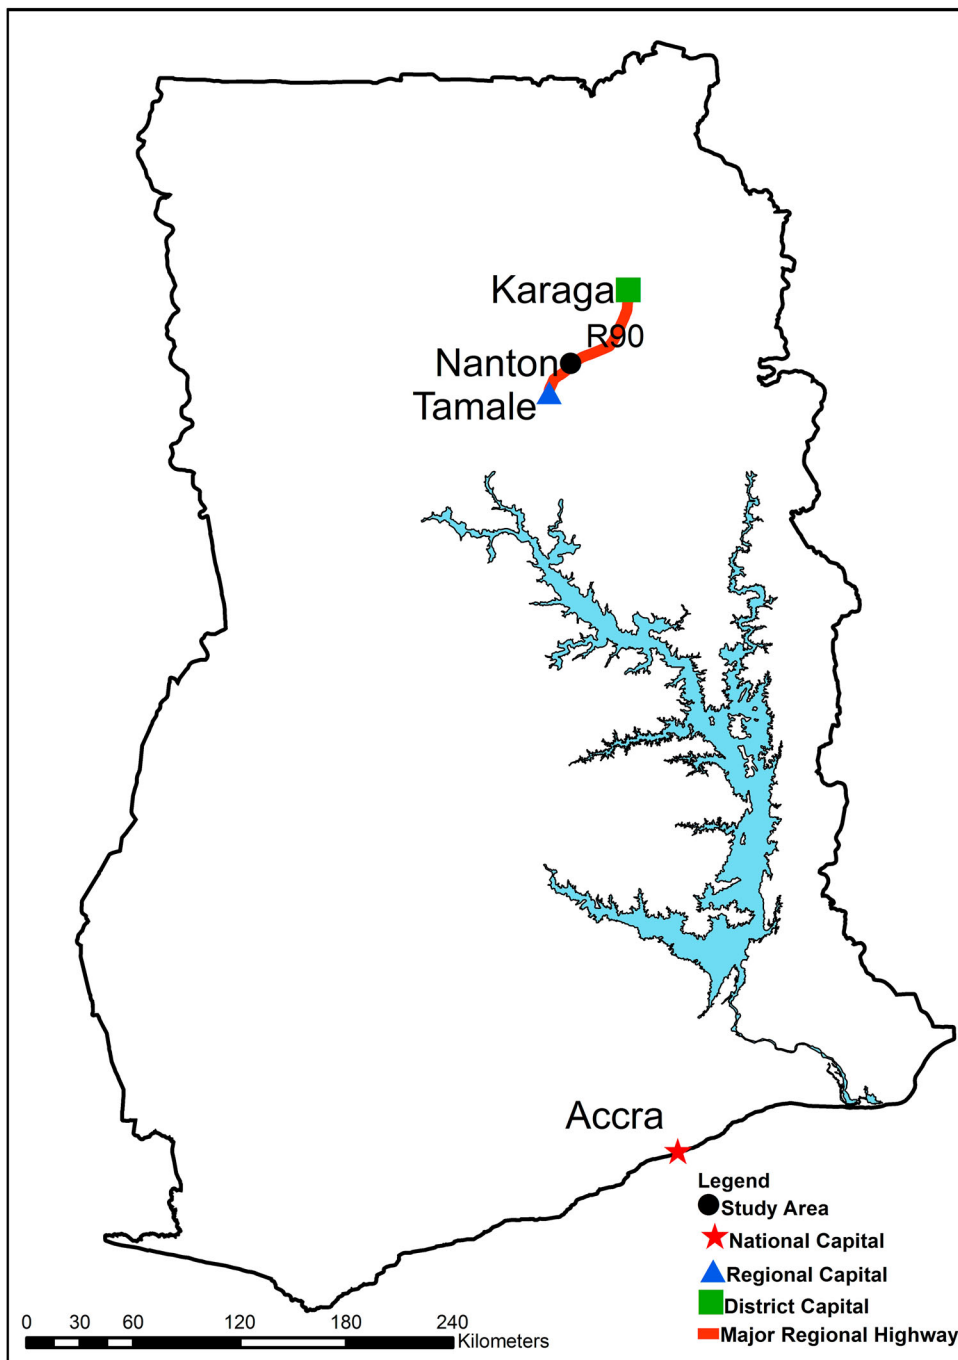 Karaga
R90
Nanton
Tamale
Accra
Legend
Study Area
National Capital
Regional Capital
District Capital
Major Regional Highway
0 30 60 120 180 240
Kilometers